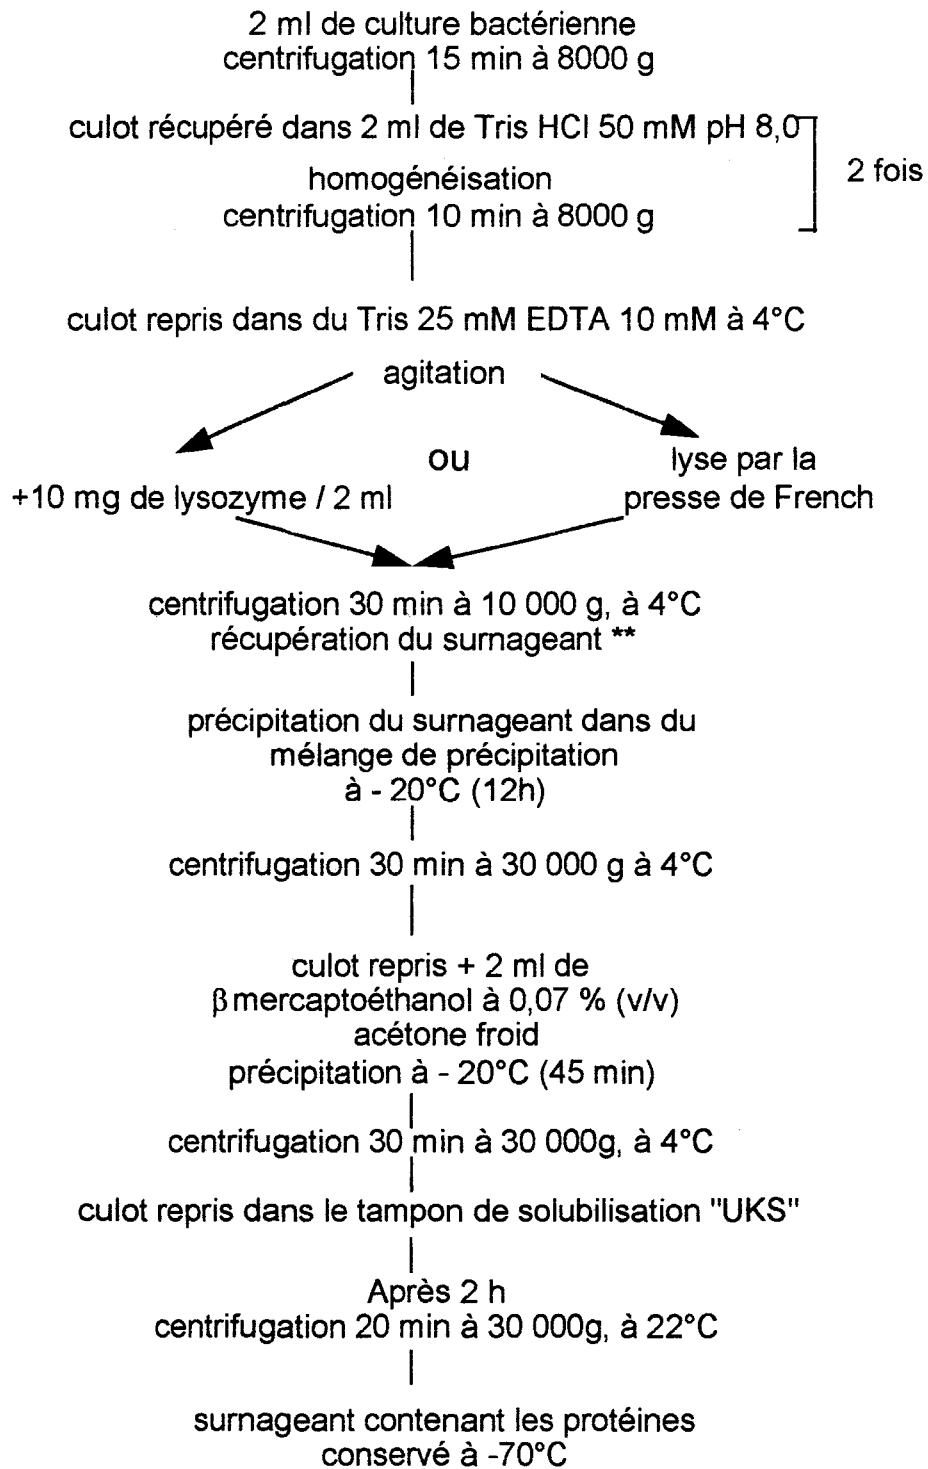 2 ml de culture bactérienne
centrifugation 15 min à 8000 g
culot récupéré dans 2 ml de Tris HCl 50 mM pH 8,0
2 fois
homogénéisation
centrifugation 10 min à 8000 g
culot repris dans du Tris 25 mM EDTA 10 mM à 4°C
agitation
ou
lyse par la
+10 mg de lysozyme / 2 ml
presse de French
centrifugation 30 min à 10 000 g, à 4°C
récupération du surnageant **
précipitation du surnageant dans du
mélange de précipitation
à - 20°C (12h)
centrifugation 30 min à 30 000 g à 4°C
culot repris + 2 ml de
β mercaptoéthanol à 0,07 % (v/v)
acétone froid
précipitation à - 20°C (45 min)
centrifugation 30 min à 30 000g, à 4°C
culot repris dans le tampon de solubilisation "UKS"
Après 2 h
centrifugation 20 min à 30 000g, à 22°C
surnageant contenant les protéines
conservé à -70°C